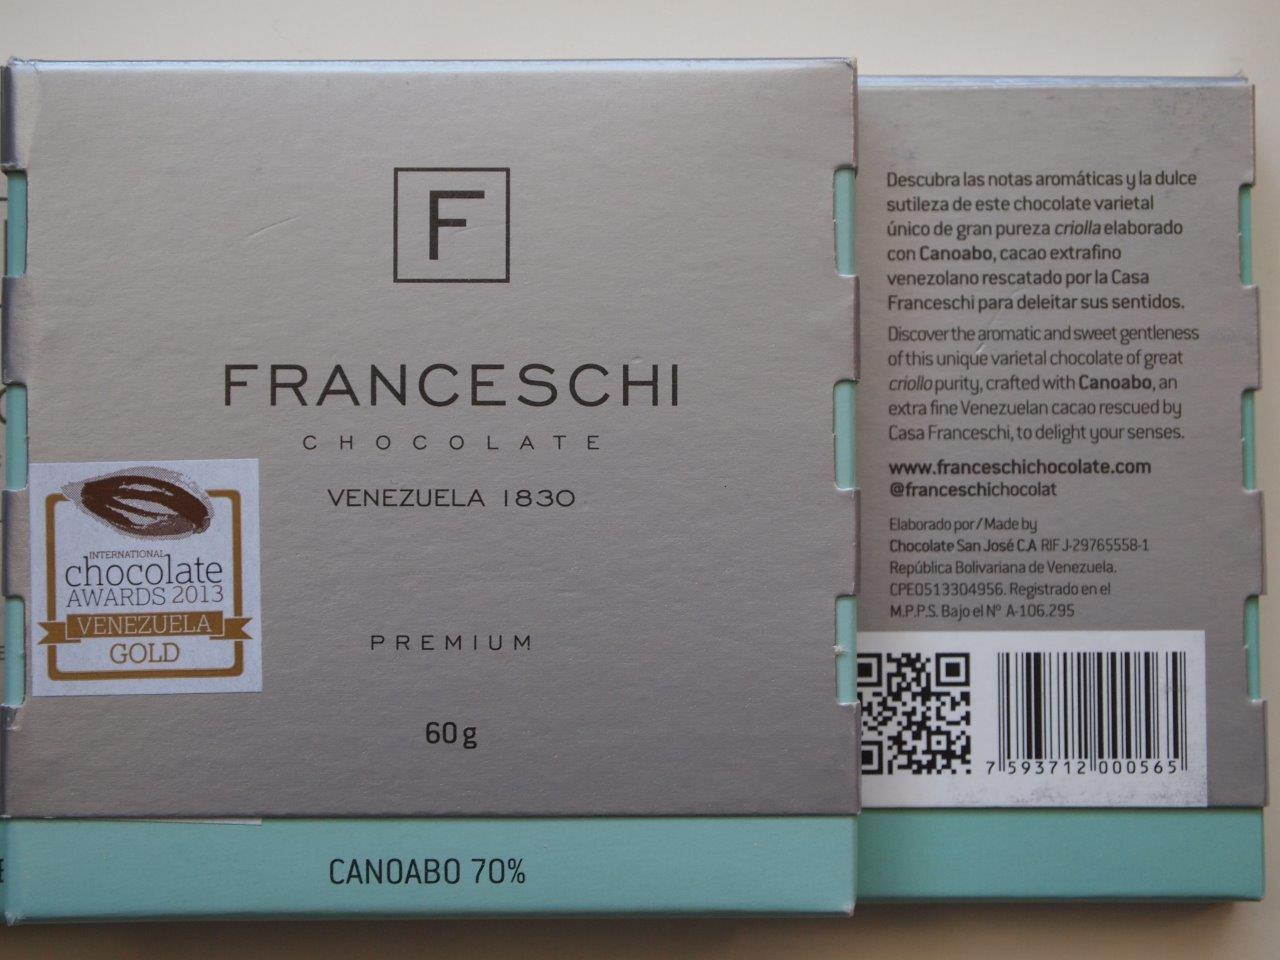 F
FRANCESCHI
CHOCOLATE
VENEZUELA 1830
INTERNATIONAL
chocolate
AWARDS 2013
VENEZUELA
GOLD
PREMIUM
60g
CANOABO 70%
Descubra las notas aromáticas y la dulce
sutileza de este chocolate varietal
único de gran pureza criolla elaborado
con Canoabo, cacao extrafino
venezolano rescatado por la Casa
Franceschi para deleitar sus sentidos.
Discover the aromatic and sweet gentleness
of this unique varietal chocolate of great
criollo purity, crafted with Canoabo, an
extra fine Venezuelan cacao rescued by
Casa Franceschi, to delight your senses.
www.franceschichocolate.com
@franceschichocolat
Elaborado por/Made by
Chocolate San José C.A RIF J-29765558-1
República Bolivariana de Venezuela.
CPE0513304956. Registrado en el
M.P.P.S. Bajo el Nº A-106.295
7 593712 000565